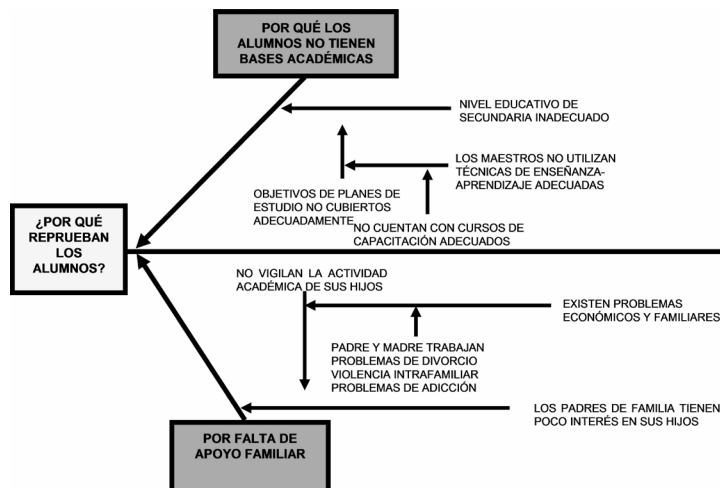 POR QUÉ LOS
ALUMNOS NO TIENEN
BASES ACADÉMICAS
NIVEL EDUCATIVO DE
SECUNDARIA INADECUADO
LOS MAESTROS NO UTILIZAN
TÉCNICAS DE ENSEÑANZA-
APRENDIZAJE ADECUADAS
OBJETIVOS DE PLANES DE
ESTUDIO NO CUBIERTOS
ADECUADAMENTE
NO CUENTAN CON CURSOS DE
CAPACITACIÓN ADECUADOS
¿POR QUÉ
REPRUEBAN
LOS
ALUMNOS?
NO VIGILAN LA ACTIVIDAD
ACADÉMICA DE SUS HIJOS
EXISTEN PROBLEMAS
ECONÓMICOS Y FAMILIARES
PADRE Y MADRE TRABAJAN
PROBLEMAS DE DIVORCIO
VIOLENCIA INTRAFAMILIAR
PROBLEMAS DE ADICCIÓN
LOS PADRES DE FAMILIA TIENEN
POCO INTERÉS EN SUS HIJOS
POR FALTA DE
APOYO FAMILIAR